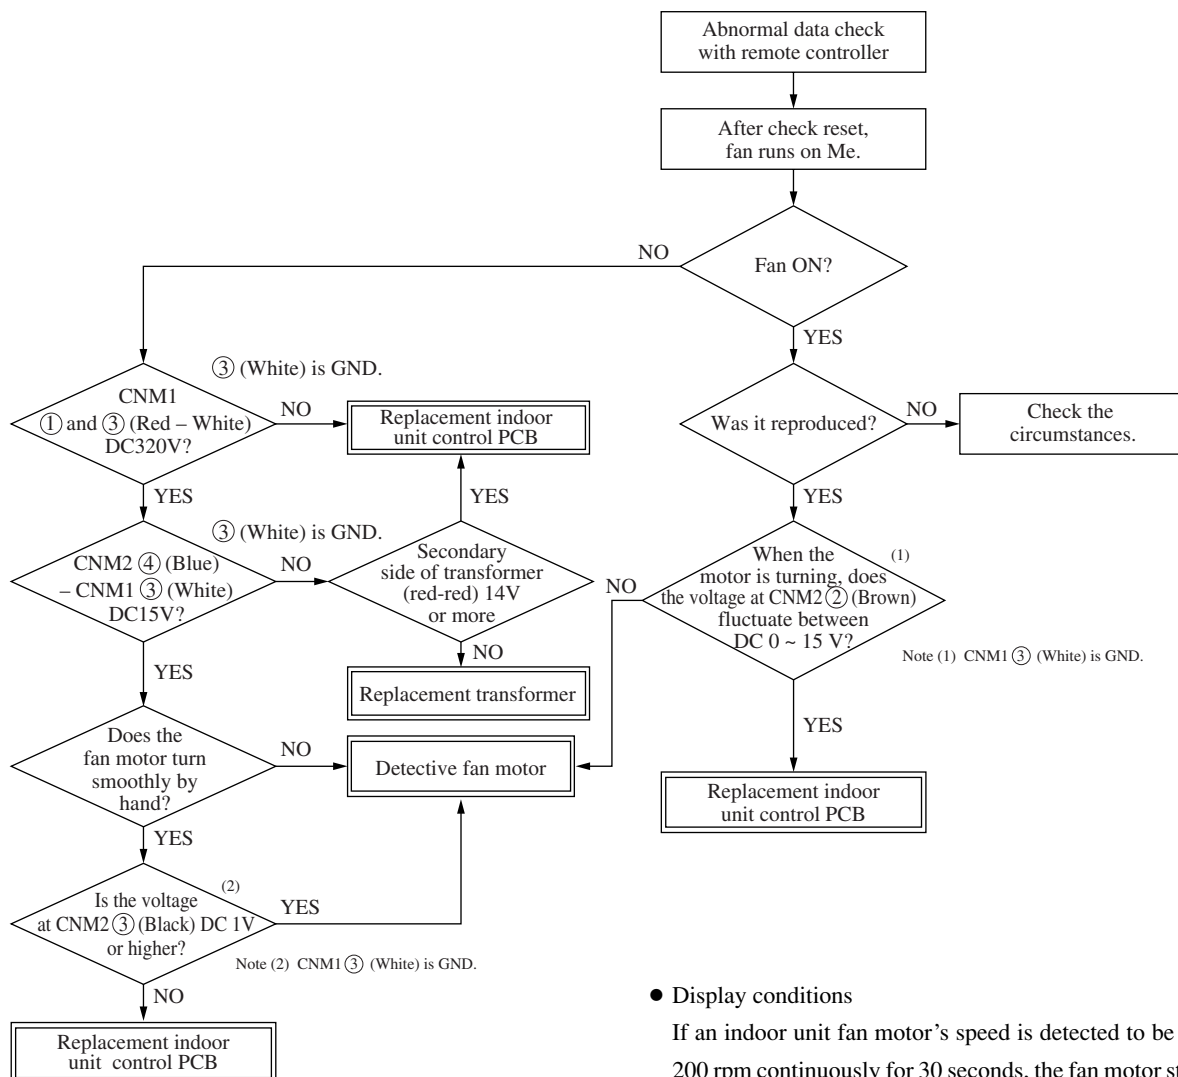 Abnormal data check
with remote controller
After check reset,
fan runs on Me.
Fan ON?
NO
YES
③ (White) is GND.
CNM1
① and ③ (Red – White)
DC320V?
NO
Replacement indoor
unit control PCB
YES
Was it reproduced?
NO
Check the
circumstances.
YES
YES
③ (White) is GND.
CNM2 ④ (Blue)
– CNM1 ③ (White)
DC15V?
NO
Secondary
side of transformer
(red-red) 14V
or more
NO
Replacement transformer
When the
motor is turning, does
the voltage at CNM2 ② (Brown)
fluctuate between
DC 0 ~ 15 V?
(1)
NO
Note (1) CNM1 ③ (White) is GND.
YES
YES
Does the
fan motor turn
smoothly by
hand?
NO
Detective fan motor
Replacement indoor
unit control PCB
YES
Is the voltage
at CNM2 ③ (Black) DC 1V
or higher?
(2)
YES
Note (2) CNM1 ③ (White) is GND.
NO
Replacement indoor
unit control PCB
● Display conditions
If an indoor unit fan motor’s speed is detected to be
200 rpm continuously for 30 seconds, the fan motor st